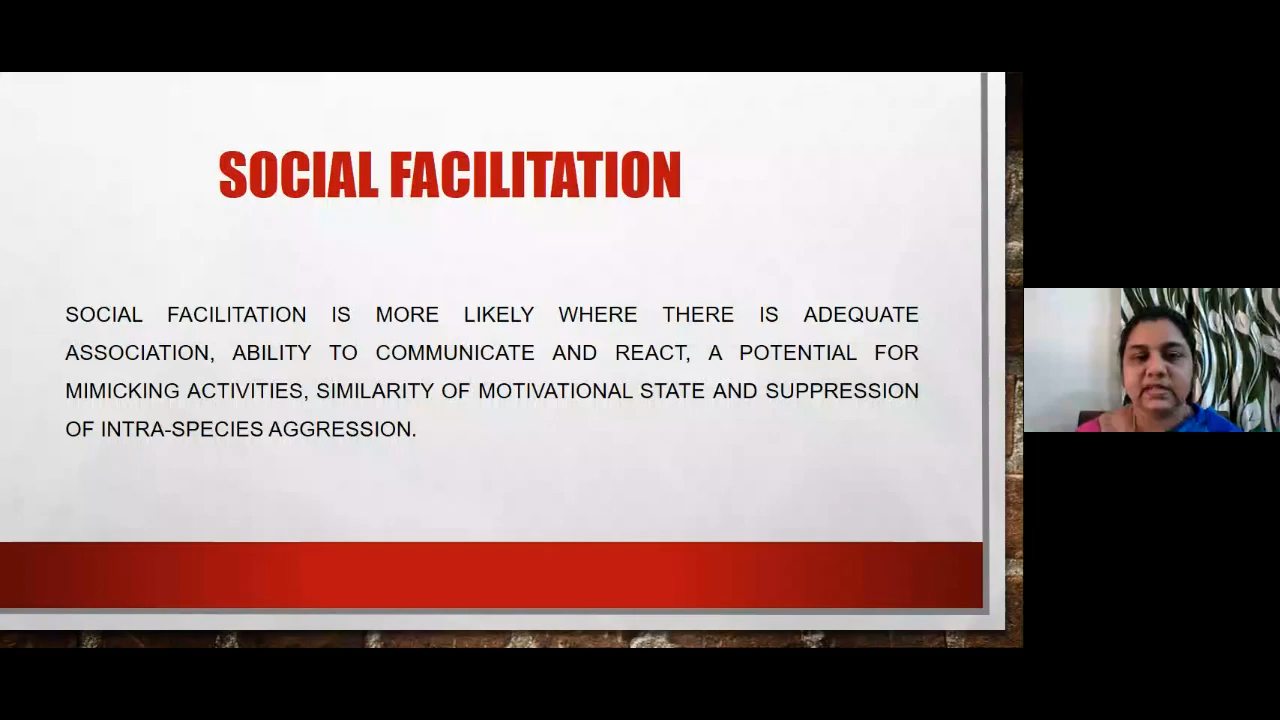 SOCIAL FACILITATION
SOCIAL FACILITATION IS MORE LIKELY WHERE THERE IS ADEQUATE
ASSOCIATION, ABILITY TO COMMUNICATE AND REACT, A POTENTIAL FOR
MIMICKING ACTIVITIES, SIMILARITY OF MOTIVATIONAL STATE AND SUPPRESSION
OF INTRA-SPECIES AGGRESSION.